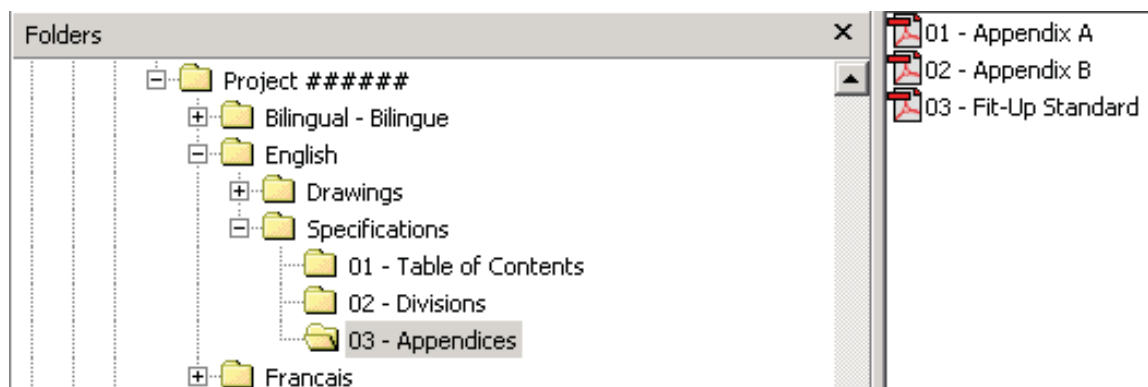 Folders
Project ######
Bilingual - Bilingue
English
Drawings
Specifications
01 - Table of Contents
02 - Divisions
03 - Appendices
Francais
01 - Appendix A
02 - Appendix B
03 - Fit-Up Standard